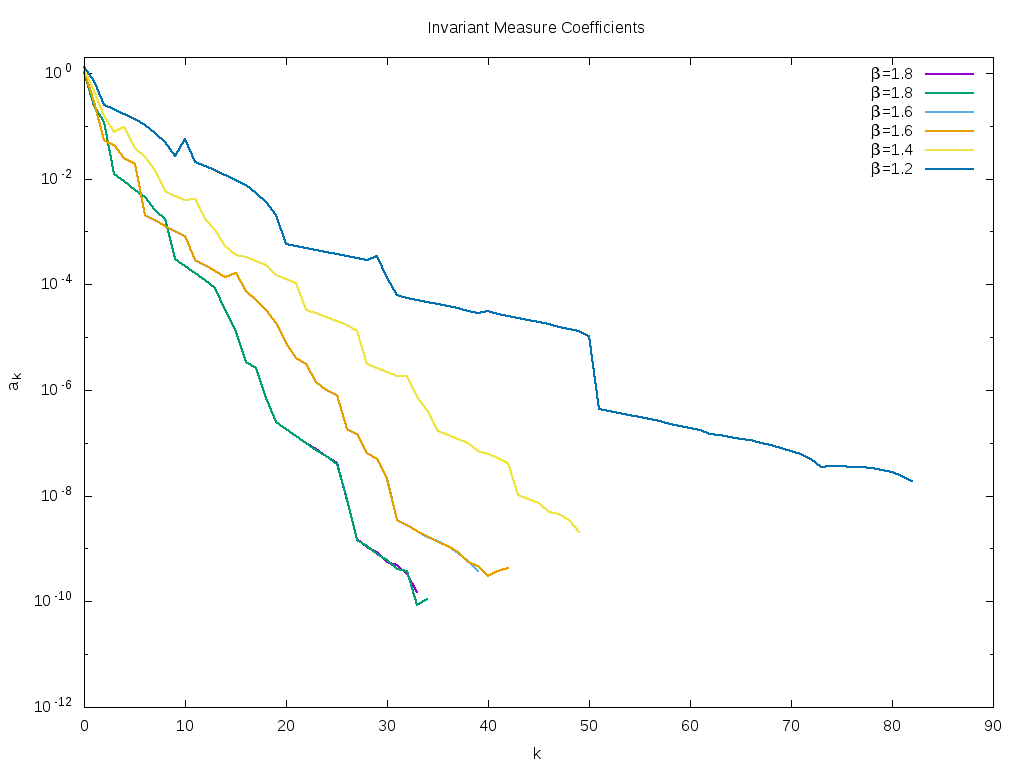 Invariant Measure Coefficients
β=1.8
β=1.8
β=1.6
β=1.6
β=1.4
β=1.2
10^0
10^-2
10^-4
10^-6
10^-8
10^-10
10^-12
a_k
0 10 20 30 40 50 60 70 80 90
k